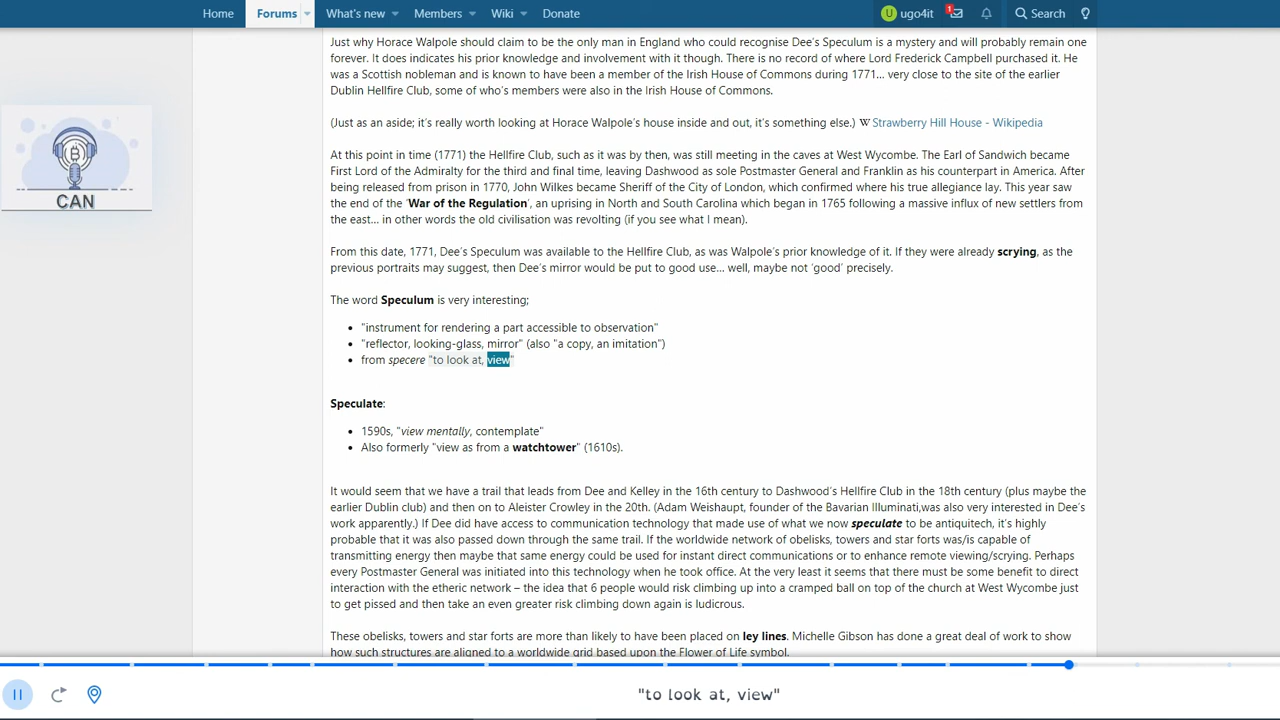 Home Forums What's new Members Wiki Donate ugo4it 1 Search
Just why Horace Walpole should claim to be the only man in England who could recognise Dee's Speculum is a mystery and will probably remain one
forever. It does indicates his prior knowledge and involvement with it though. There is no record of where Lord Frederick Campbell purchased it. He
was a Scottish nobleman and is known to have been a member of the Irish House of Commons during 1771... very close to the site of the earlier
Dublin Hellfire Club, some of who's members were also in the Irish House of Commons.
(Just as an aside; it's really worth looking at Horace Walpole's house inside and out, it's something else.) W Strawberry Hill House - Wikipedia
At this point in time (1771) the Hellfire Club, such as it was by then, was still meeting in the caves at West Wycombe. The Earl of Sandwich became
First Lord of the Admiralty for the third and final time, leaving Dashwood as sole Postmaster General and Franklin as his counterpart in America. After
being released from prison in 1770, John Wilkes became Sheriff of the City of London, which confirmed where his true allegiance lay. This year saw
the end of the 'War of the Regulation', an uprising in North and South Carolina which began in 1765 following a massive influx of new settlers from
the east... in other words the old civilisation was revolting (if you see what I mean).
From this date, 1771, Dee's Speculum was available to the Hellfire Club, as was Walpole's prior knowledge of it. If they were already scrying, as the
previous portraits may suggest, then Dee's mirror would be put to good use... well, maybe not 'good' precisely.
The word Speculum is very interesting;
• "instrument for rendering a part accessible to observation"
• "reflector, looking-glass, mirror" (also "a copy, an imitation")
• from specere "to look at, view"
Speculate:
• 1590s, "view mentally, contemplate"
• Also formerly "view as from a watchtower" (1610s).
It would seem that we have a trail that leads from Dee and Kelley in the 16th century to Dashwood's Hellfire Club in the 18th century (plus maybe the
earlier Dublin club) and then on to Aleister Crowley in the 20th. (Adam Weishaupt, founder of the Bavarian Illuminati,was also very interested in Dee's
work apparently.) If Dee did have access to communication technology that made use of what we now speculate to be antiquitech, it's highly
probable that it was also passed down through the same trail. If the worldwide network of obelisks, towers and star forts was/is capable of
transmitting energy then maybe that same energy could be used for instant direct communications or to enhance remote viewing/scrying. Perhaps
every Postmaster General was initiated into this technology when he took office. At the very least it seems that there must be some benefit to direct
interaction with the etheric network – the idea that 6 people would risk climbing up into a cramped ball on top of the church at West Wycombe just
to get pissed and then take an even greater risk climbing down again is ludicrous.
These obelisks, towers and star forts are more than likely to have been placed on ley lines. Michelle Gibson has done a great deal of work to show
how such structures are aligned to a worldwide grid based upon the Flower of Life symbol.
CAN
"to look at, view"